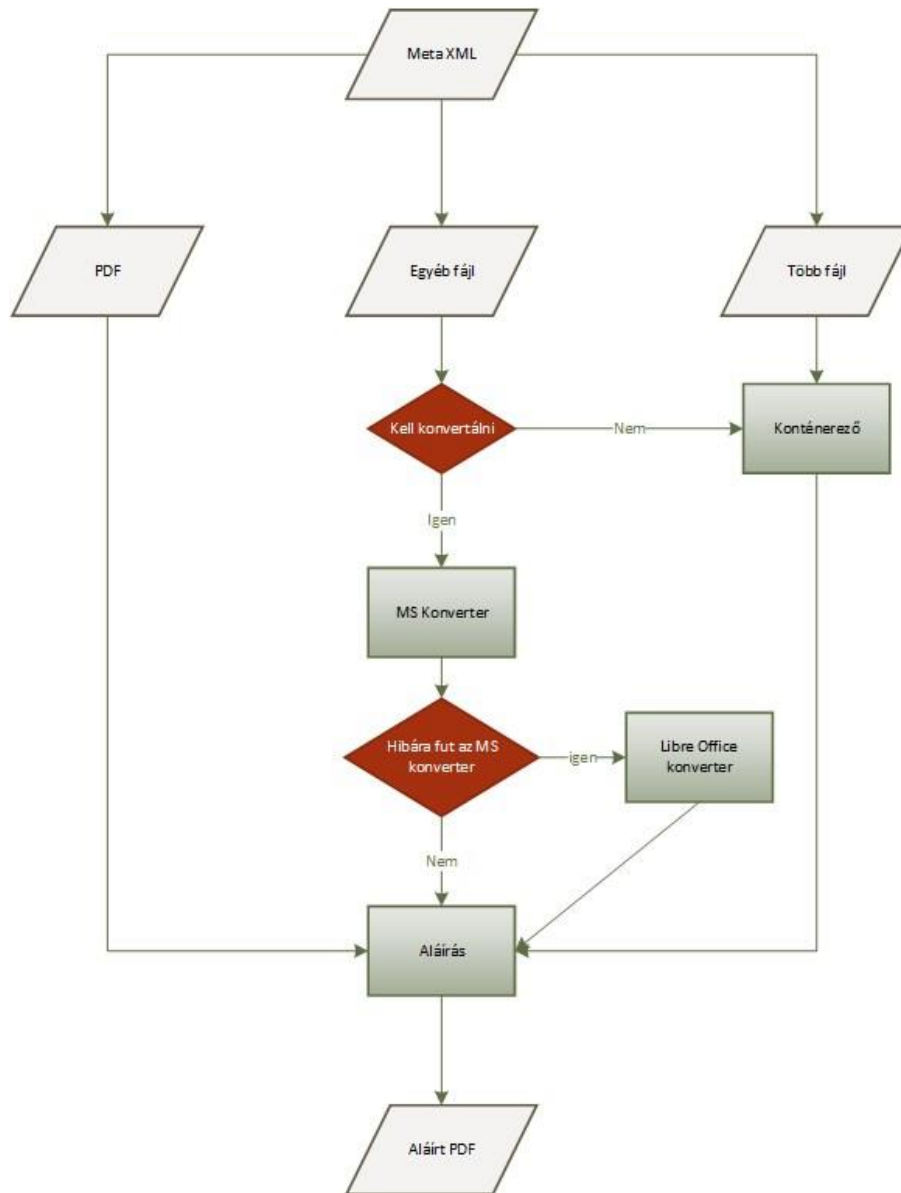 Meta XML
PDF
Egyéb fájl
Több fájl
Kell konvertálni
Nem
Konténerező
Igen
MS Konverter
Hibára fut az MS
konverter
igen
Libre Office
konverter
Nem
Aláírás
Aláírt PDF